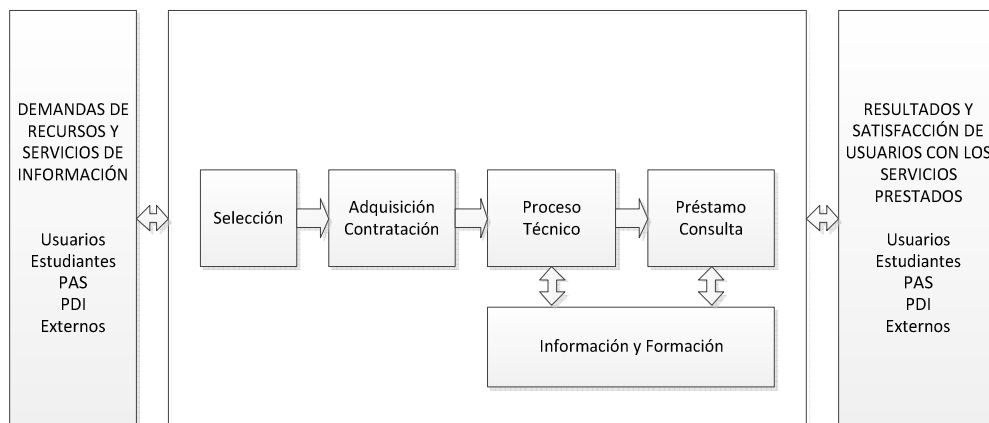 DEMANDAS DE
RECURSOS Y
SERVICIOS DE
INFORMACIÓN
Usuarios
Estudiantes
PAS
PDI
Externos
Selección
Adquisición
Contratación
Proceso
Técnico
Préstamo
Consulta
Información y Formación
RESULTADOS Y
SATISFACCIÓN DE
USUARIOS CON LOS
SERVICIOS
PRESTADOS
Usuarios
Estudiantes
PAS
PDI
Externos